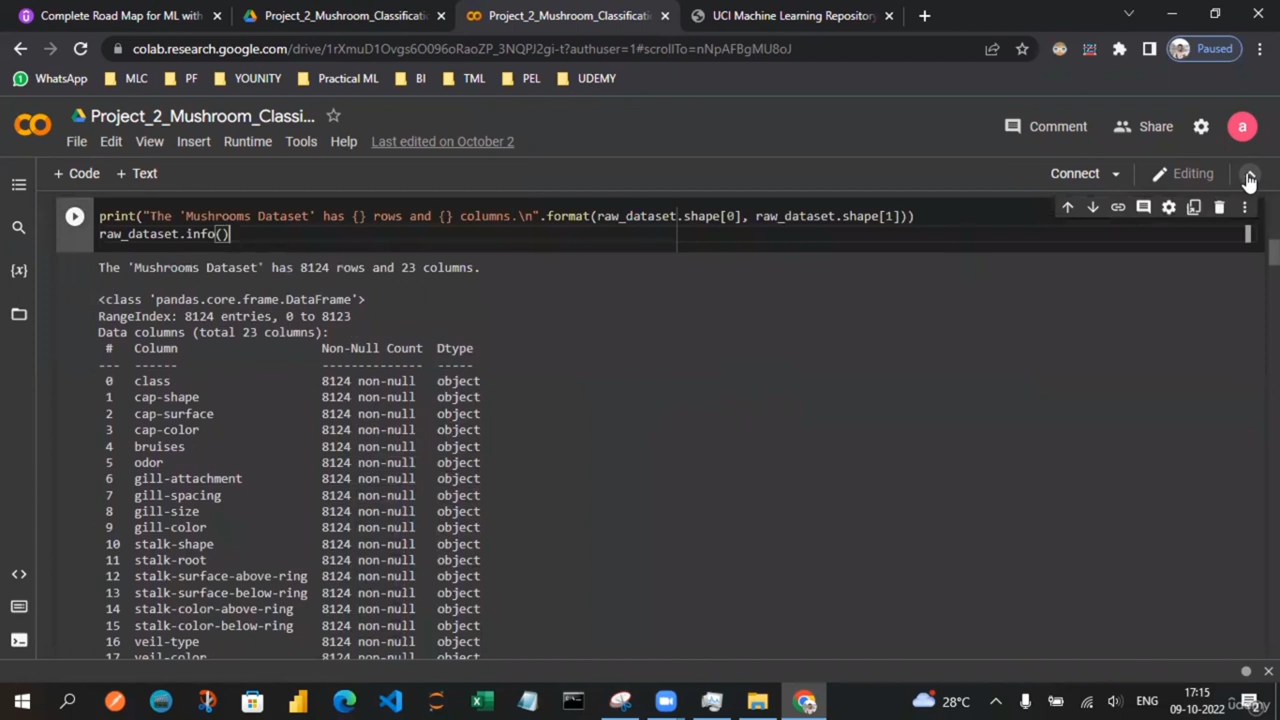 Complete Road Map for ML with
Project_2_Mushroom_Classificati
Project_2_Mushroom_Classificati
UCI Machine Learning Repository
colab.research.google.com/drive/1rXmuD1Ovgs6O096oRaoZP_3NQPJ2gi-t?authuser=1#scrollTo=nNpAFBgMU8oJ
Paused
WhatsApp MLC PF YOUNITY Practical ML BI TML PEL UDEMY
Project_2_Mushroom_Classi...
Comment Share a
File Edit View Insert Runtime Tools Help Last edited on October 2
+ Code + Text Connect Editing
print("The 'Mushrooms Dataset' has {} rows and {} columns.\n".format(raw_dataset.shape[0], raw_dataset.shape[1]))
raw_dataset.info()
The 'Mushrooms Dataset' has 8124 rows and 23 columns.
<class 'pandas.core.frame.DataFrame'>
RangeIndex: 8124 entries, 0 to 8123
Data columns (total 23 columns):
# Column Non-Null Count Dtype
--- ------ -------------- -----
0 class 8124 non-null object
1 cap-shape 8124 non-null object
2 cap-surface 8124 non-null object
3 cap-color 8124 non-null object
4 bruises 8124 non-null object
5 odor 8124 non-null object
6 gill-attachment 8124 non-null object
7 gill-spacing 8124 non-null object
8 gill-size 8124 non-null object
9 gill-color 8124 non-null object
10 stalk-shape 8124 non-null object
11 stalk-root 8124 non-null object
12 stalk-surface-above-ring 8124 non-null object
13 stalk-surface-below-ring 8124 non-null object
14 stalk-color-above-ring 8124 non-null object
15 stalk-color-below-ring 8124 non-null object
16 veil-type 8124 non-null object
17 veil-color 8124 non-null object
28°C ENG 17:15
09-10-2022
udemy